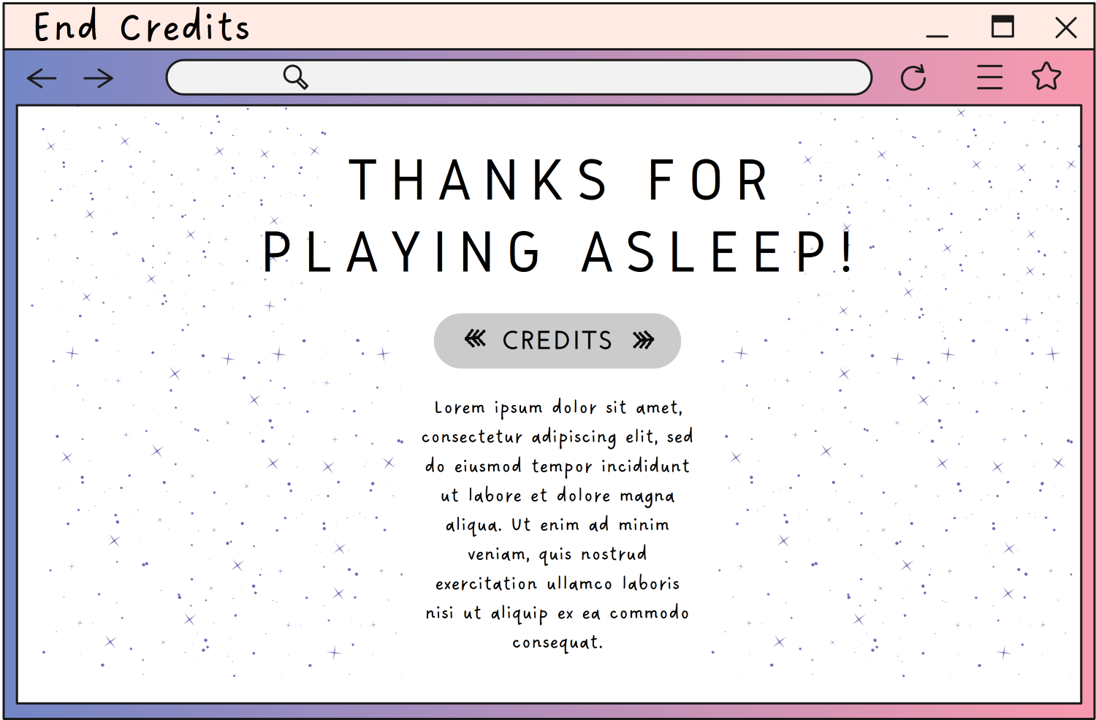 End Credits
THANKS FOR
PLAYING ASLEEP!
CREDITS
Lorem ipsum dolor sit amet,
consectetur adipiscing elit, sed
do eiusmod tempor incididunt
ut labore et dolore magna
aliqua. Ut enim ad minim
veniam, quis nostrud
exercitation ullamco laboris
nisi ut aliquip ex ea commodo
consequat.